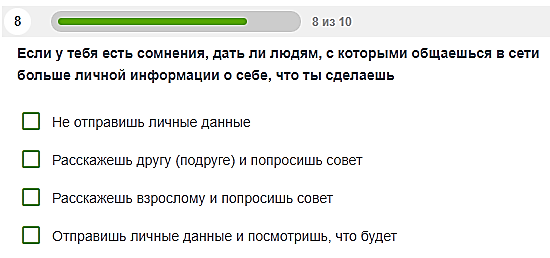 8
8 из 10
Если у тебя есть сомнения, дать ли людям, с которыми общаешься в сети
больше личной информации о себе, что ты сделаешь
Не отправишь личные данные
Расскажешь другу (подруге) и попросишь совет
Расскажешь взрослому и попросишь совет
Отправишь личные данные и посмотришь, что будет